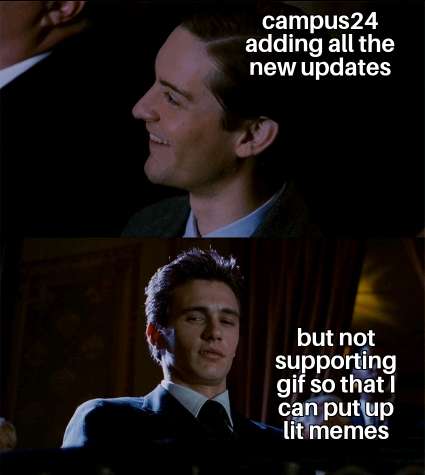 campus24
adding all the
new updates
but not
supporting
gif so that I
can put up
lit memes